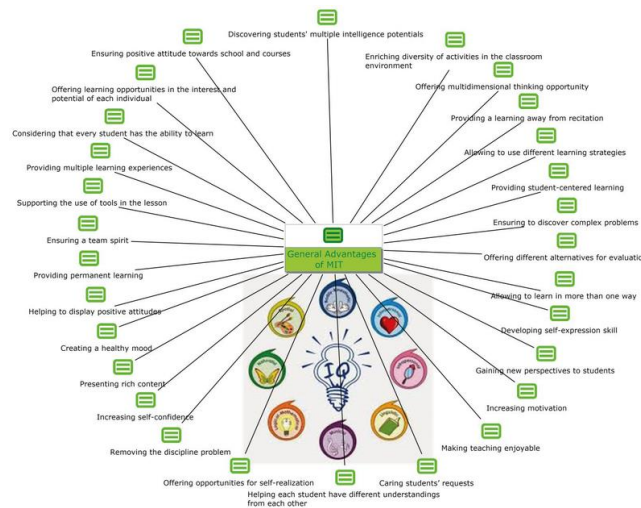 Discovering students' multiple intelligence potentials
Ensuring positive attitude towards school and courses
Enriching diversity of activities in the classroom
environment
Offering learning opportunities in the interest and
potential of each individual
Offering multidimensional thinking opportunity
Considering that every student has the ability to learn
Providing a learning away from recitation
Providing multiple learning experiences
Allowing to use different learning strategies
Supporting the use of tools in the lesson
Providing student-centered learning
Ensuring a team spirit
Ensuring to discover complex problems
General Advantages
of MIT
Offering different alternatives for evaluatio
Providing permanent learning
Allowing to learn in more than one way
Helping to display positive attitudes
Developing self-expression skill
Creating a healthy mood
Gaining new perspectives to students
Presenting rich content
Increasing motivation
Increasing self-confidence
Making teaching enjoyable
Removing the discipline problem
IQ
Offering opportunities for self-realization
Caring students' requests
Helping each student have different understandings
from each other